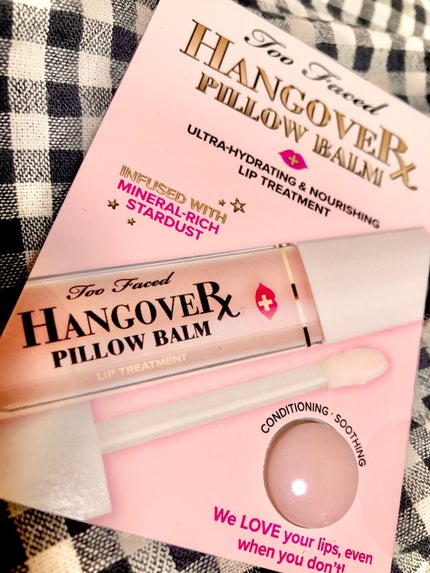 Too Faced
HANGOVERx
PILLOW BALM
ULTRA-HYDRATING & NOURISHING
LIP TREATMENT
INFUSED WITH
MINERAL-RICH
STARDUST
Too Faced
HANGOVERx
PILLOW BALM
LIP TREATMENT
CONDITIONING · SOOTHING
We LOVE your lips, even
when you don't!